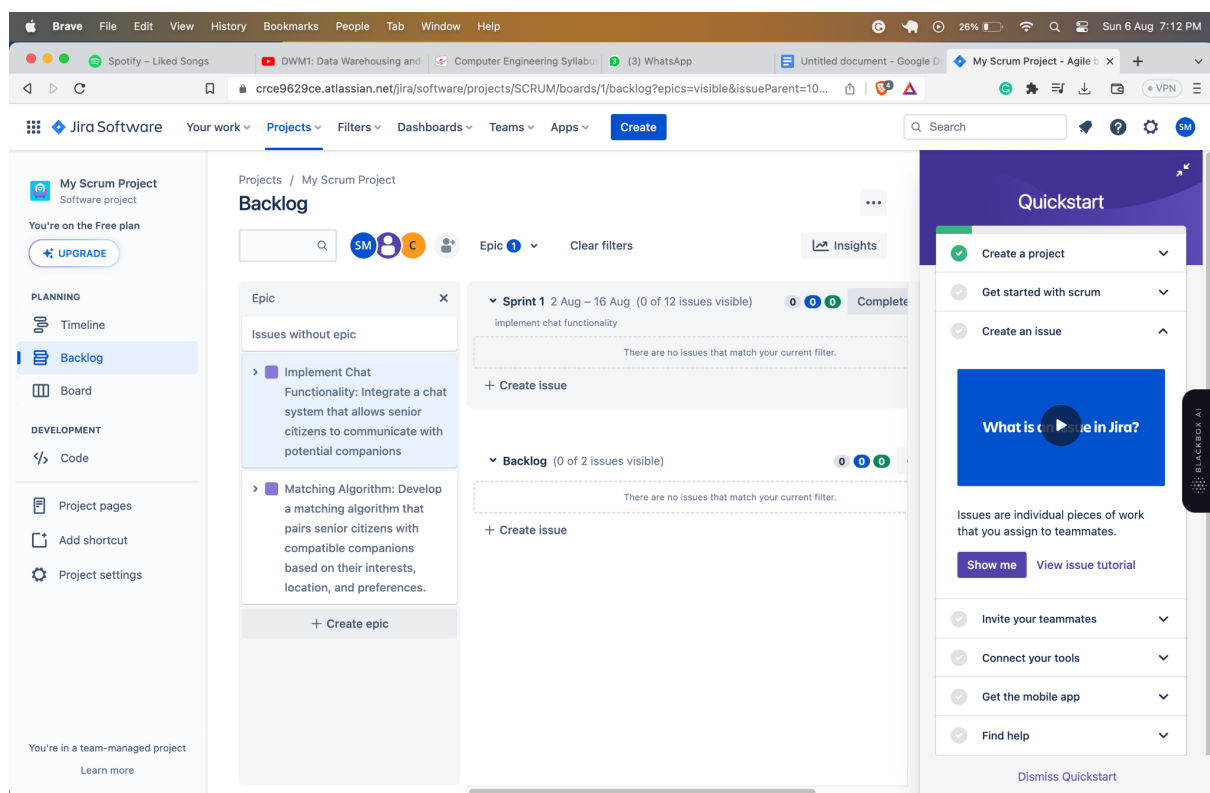 Brave File Edit View History Bookmarks People Tab Window Help 26% Sun 6 Aug 7:12 PM
Spotify – Liked Songs DWM1: Data Warehousing and Computer Engineering Syllabu (3) WhatsApp Untitled document - Google D My Scrum Project - Agile b
crce9629ce.atlassian.net/jira/software/projects/SCRUM/boards/1/backlog?epics=visible&issueParent=10... VPN
Jira Software Your work Projects Filters Dashboards Teams Apps Create Search SM
My Scrum Project
Software project
You're on the Free plan
UPGRADE
PLANNING
Timeline
Backlog
Board
DEVELOPMENT
Code
Project pages
Add shortcut
Project settings
You're in a team-managed project
Learn more
Projects / My Scrum Project
Backlog
SM C Epic 1 Clear filters Insights
Epic
Issues without epic
Implement Chat
Functionality: Integrate a chat
system that allows senior
citizens to communicate with
potential companions
Matching Algorithm: Develop
a matching algorithm that
pairs senior citizens with
compatible companions
based on their interests,
location, and preferences.
+ Create epic
Sprint 1 2 Aug – 16 Aug (0 of 12 issues visible) 0 0 0 Complete
implement chat functionality
There are no issues that match your current filter.
+ Create issue
Backlog (0 of 2 issues visible) 0 0 0
There are no issues that match your current filter.
+ Create issue
Quickstart
Create a project
Get started with scrum
Create an issue
What is an issue in Jira?
Issues are individual pieces of work
that you assign to teammates.
Show me View issue tutorial
Invite your teammates
Connect your tools
Get the mobile app
Find help
Dismiss Quickstart
BLACKBOX AI